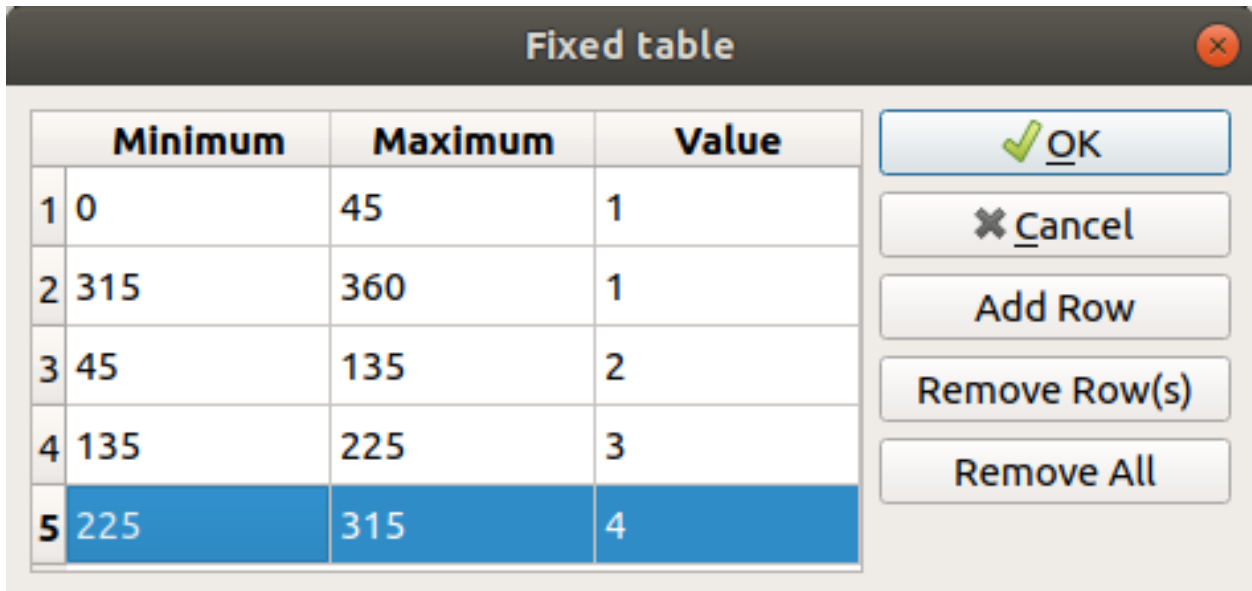 Fixed table
Minimum Maximum Value
1 0 45 1
2 315 360 1
3 45 135 2
4 135 225 3
5 225 315 4
OK
Cancel
Add Row
Remove Row(s)
Remove All